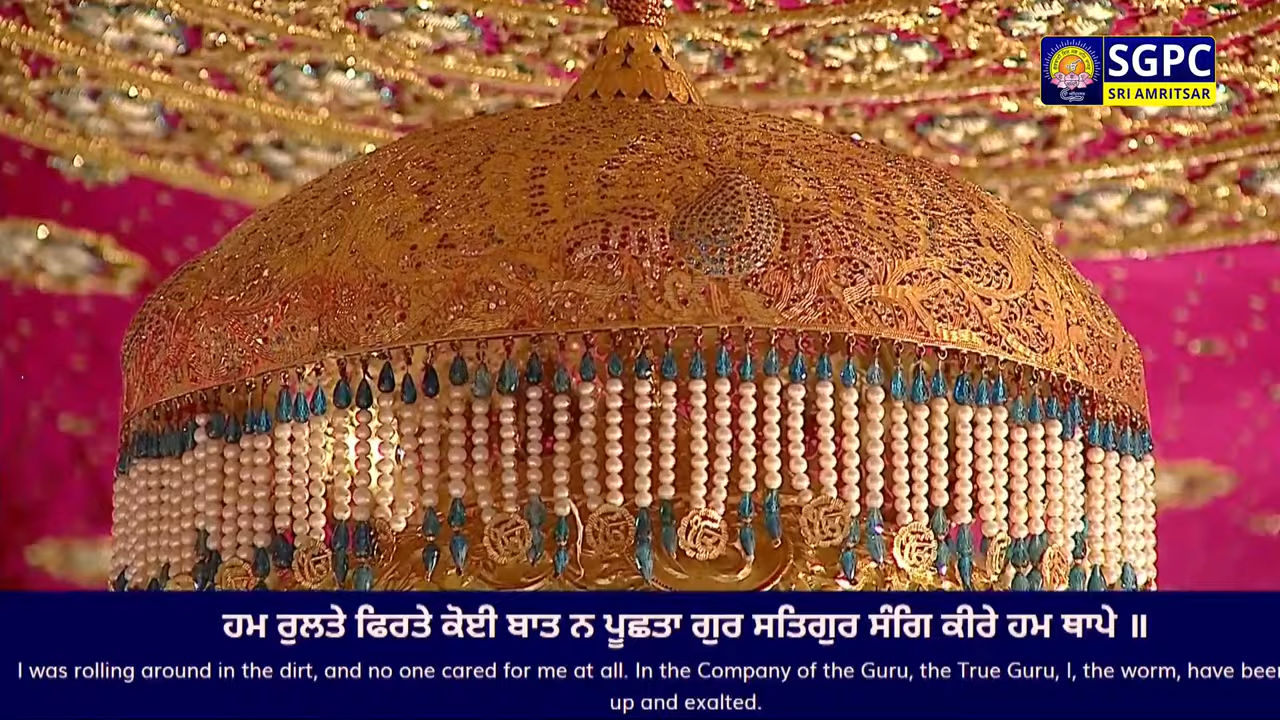 SGPC
SRI AMRITSAR
ਹਮ ਰੁਲਤੇ ਫਿਰਤੇ ਕੋਈ ਬਾਤ ਨ ਪੂਛਤਾ ਗੁਰ ਸਤਿਗੁਰ ਸੰਗਿ ਕੀਰੇ ਹਮ ਥਾਪੇ ॥
I was rolling around in the dirt, and no one cared for me at all. In the Company of the Guru, the True Guru, I, the worm, have been
up and exalted.